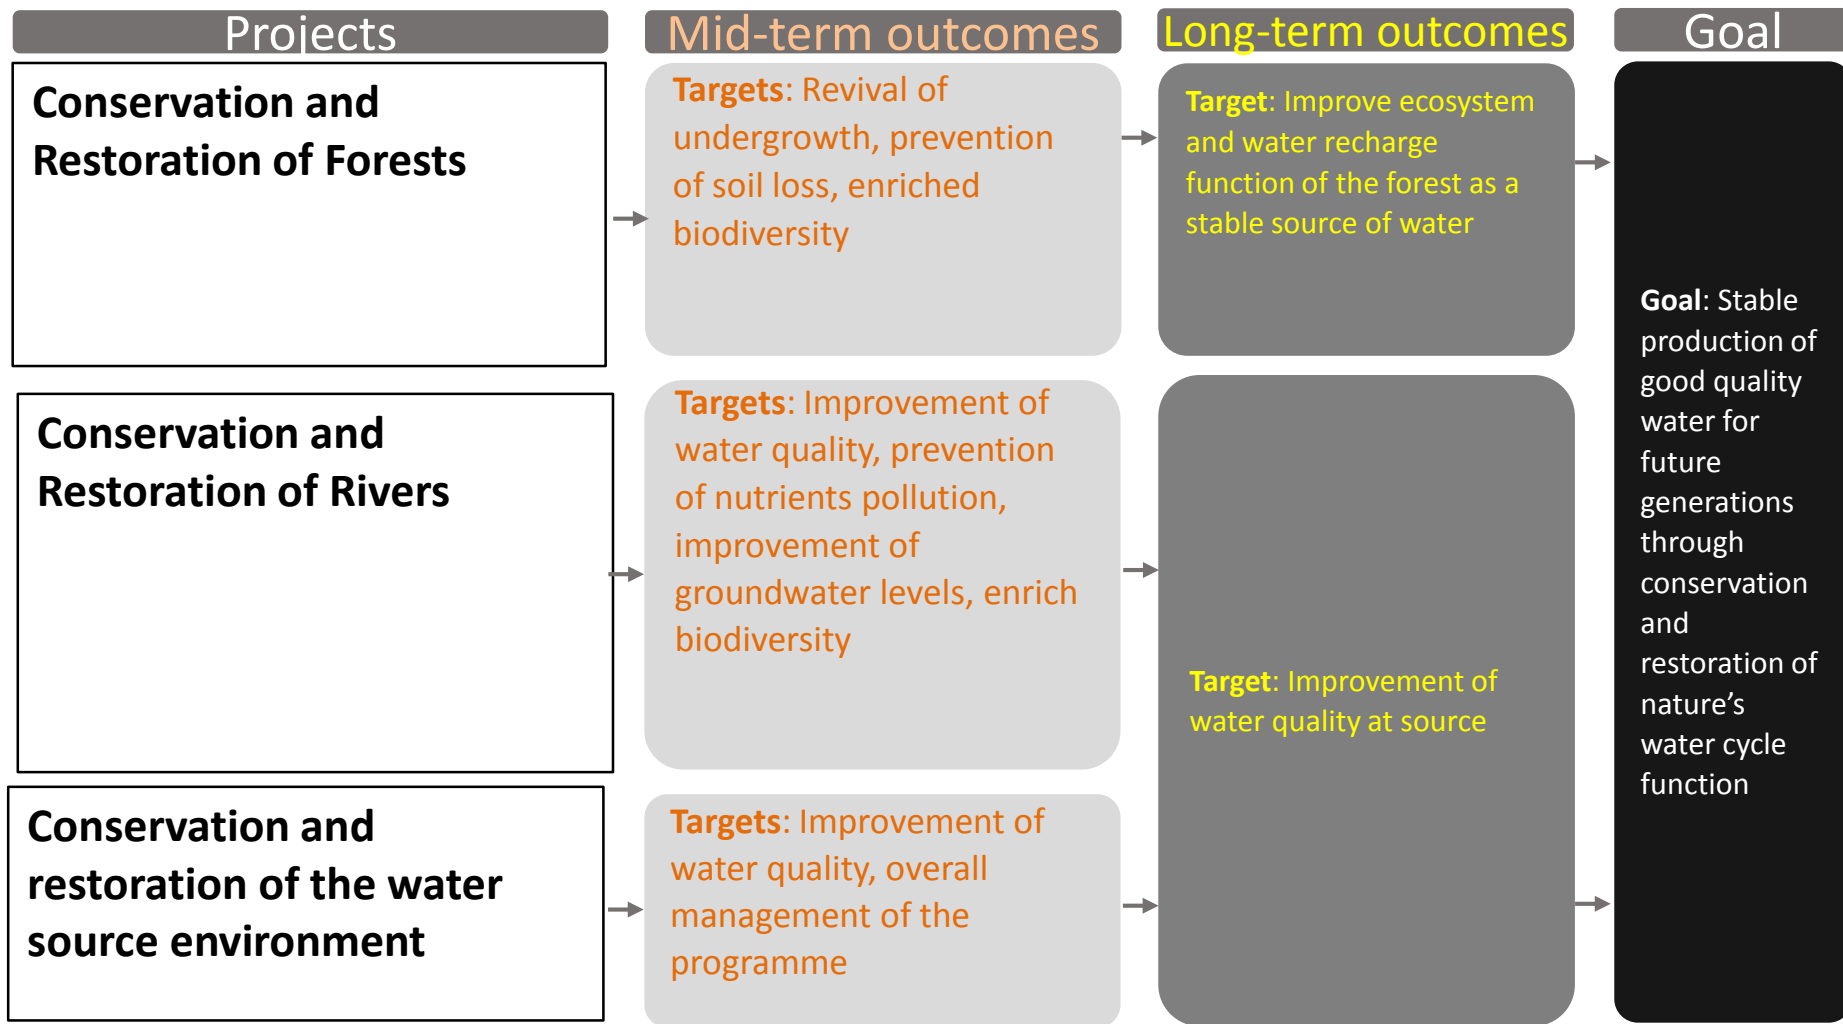 Projects
Mid-term outcomes
Long-term outcomes
Goal
Conservation and
Restoration of Forests
Targets: Revival of
undergrowth, prevention
of soil loss, enriched
biodiversity
Target: Improve ecosystem
and water recharge
function of the forest as a
stable source of water
Conservation and
Restoration of Rivers
Targets: Improvement of
water quality, prevention
of nutrients pollution,
improvement of
groundwater levels, enrich
biodiversity
Conservation and
restoration of the water
source environment
Targets: Improvement of
water quality, overall
management of the
programme
Target: Improvement of
water quality at source
Goal: Stable
production of
good quality
water for
future
generations
through
conservation
and
restoration of
nature’s
water cycle
function